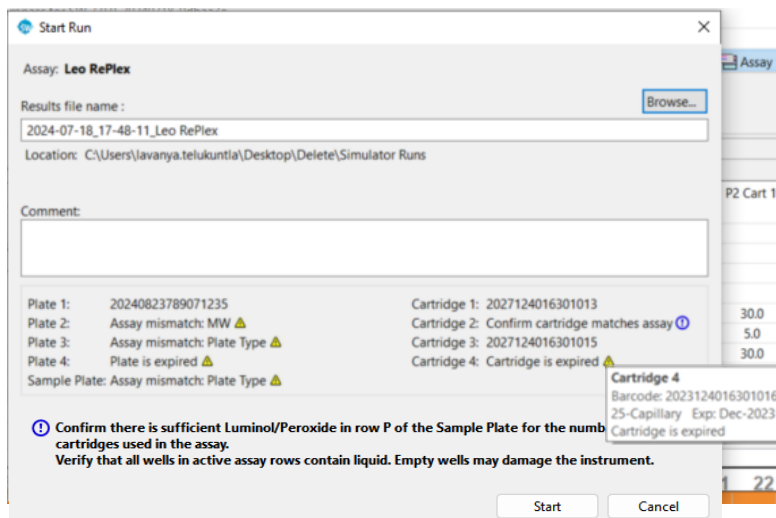 Start Run
Assay: Leo RePlex
Assay
Results file name :
Browse...
2024-07-18_17-48-11_Leo RePlex
Location: C:\Users\lavanya.telukuntla\Desktop\Delete\Simulator Runs
P2 Cart 1
Comment:
Plate 1: 20240823789071235
Cartridge 1: 2027124016301013
30.0
Plate 2: Assay mismatch: MW
Cartridge 2: Confirm cartridge matches assay
5.0
Plate 3: Assay mismatch: Plate Type
Cartridge 3: 2027124016301015
30.0
Plate 4: Plate is expired
Cartridge 4: Cartridge is expired
Sample Plate: Assay mismatch: Plate Type
Cartridge 4
Barcode: 2023124016301016
25-Capillary Exp: Dec-2023
Cartridge is expired
Confirm there is sufficient Luminol/Peroxide in row P of the Sample Plate for the numb
cartridges used in the assay.
Verify that all wells in active assay rows contain liquid. Empty wells may damage the instrument.
1 22
Start
Cancel